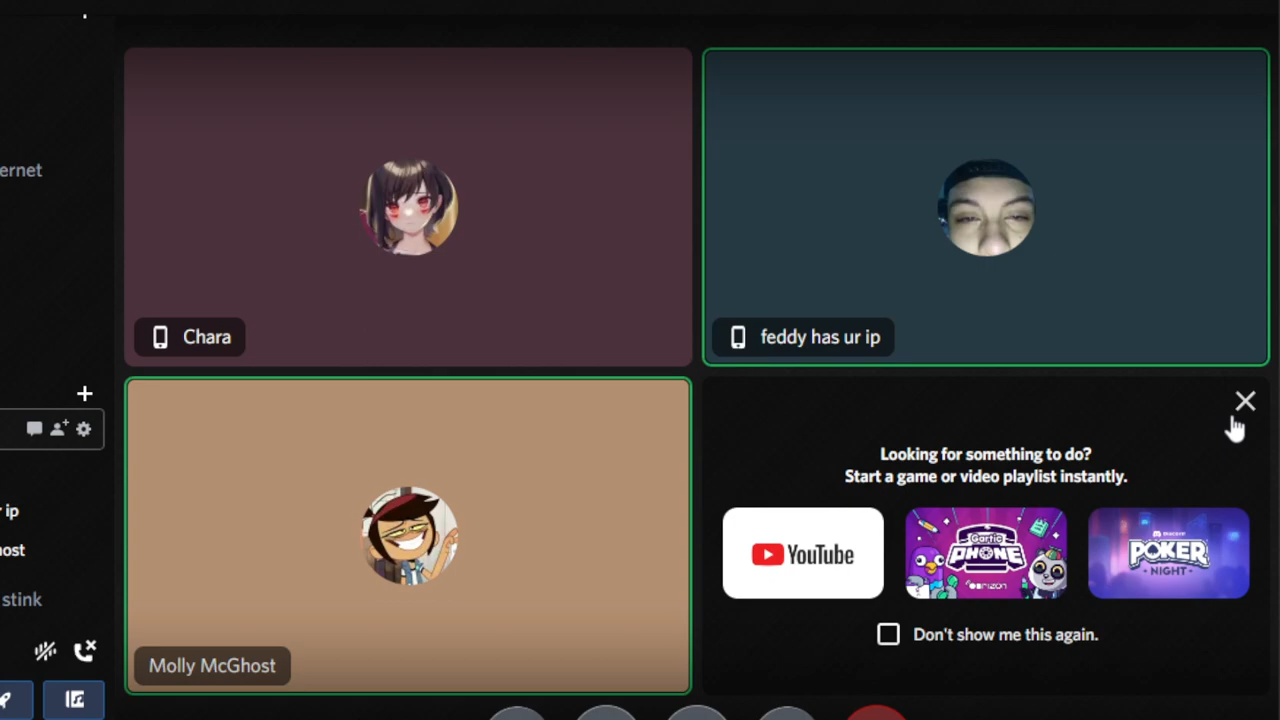 ernet
r ip
ost
stink
Chara
feddy has ur ip
Molly McGhost
Looking for something to do?
Start a game or video playlist instantly.
YouTube
Gartic
PHONE
POKER
NIGHT
Don't show me this again.